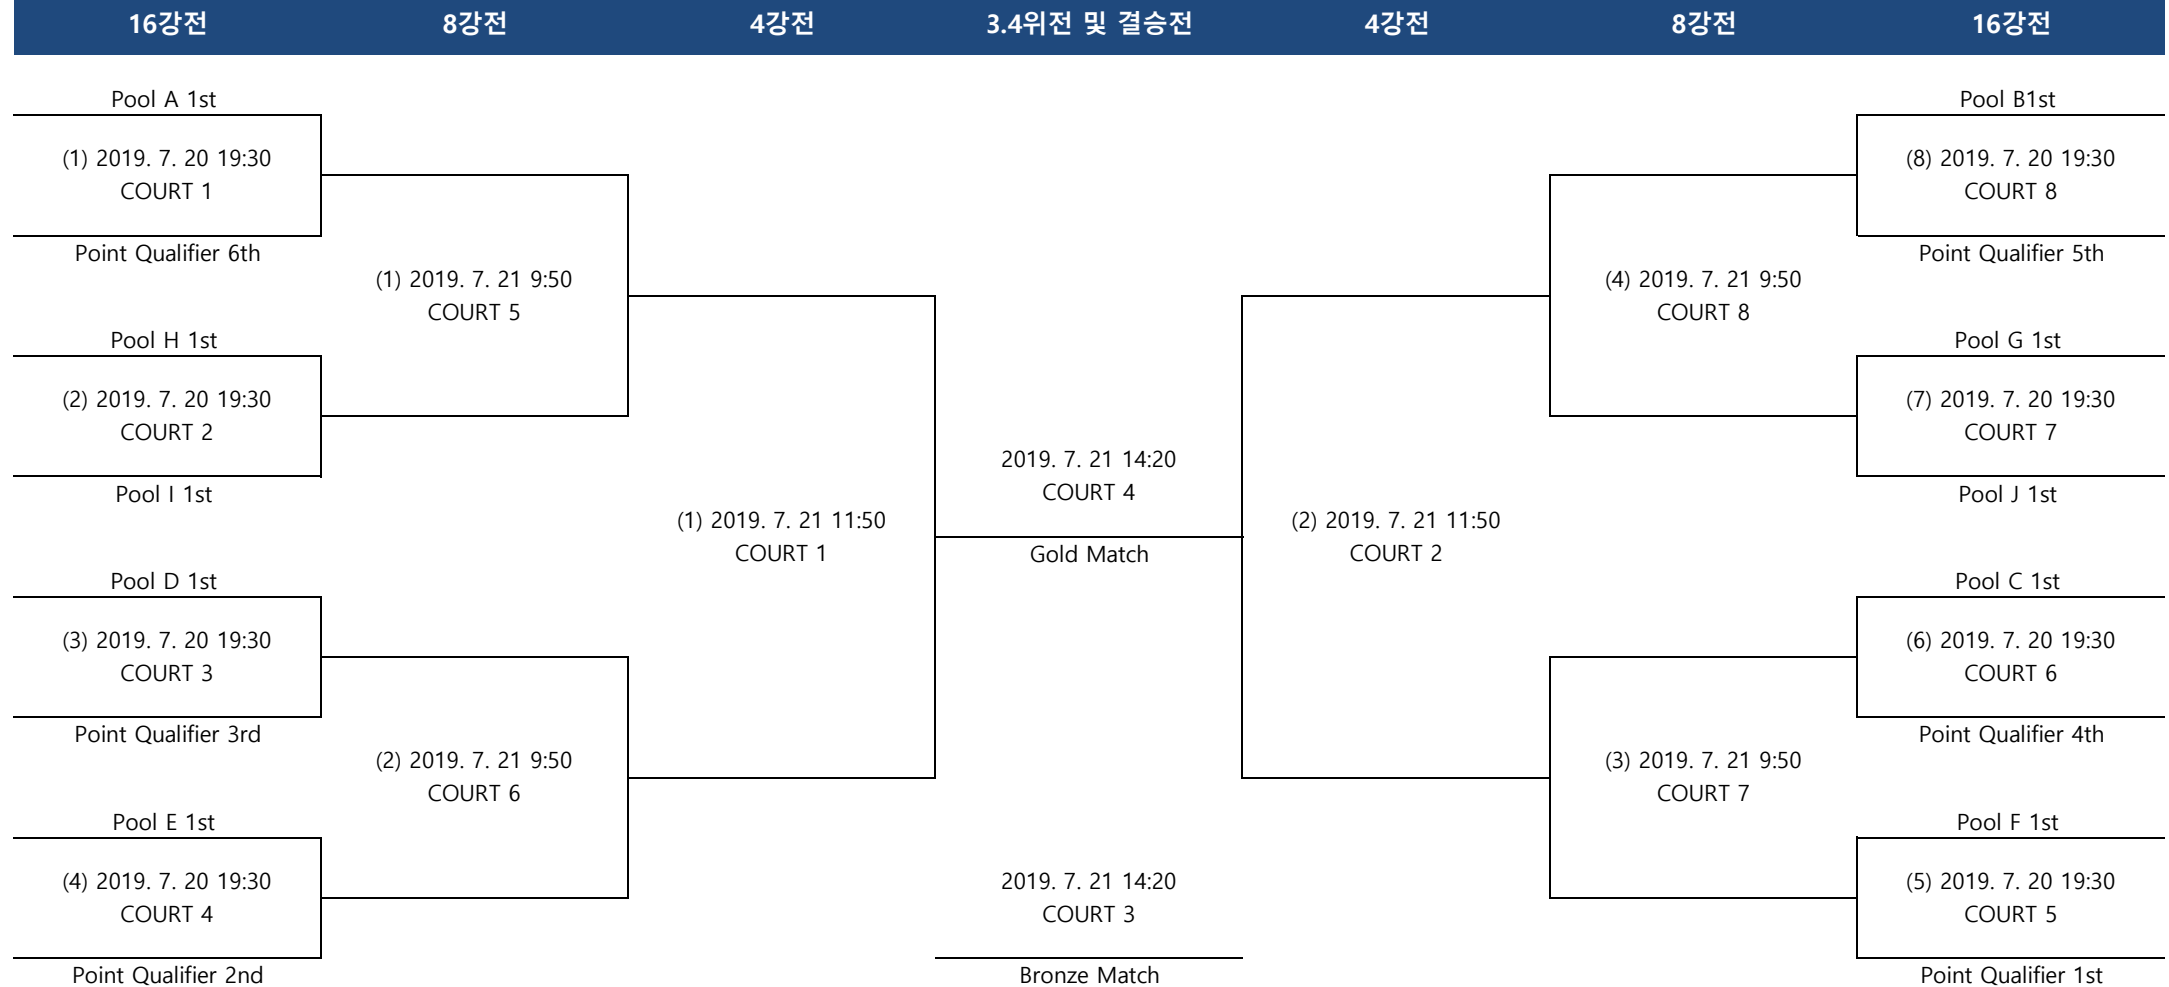 16강전 8강전 4강전 3.4위전 및 결승전 4강전 8강전 16강전
Pool A 1st
(1) 2019. 7. 20 19:30
COURT 1
Point Qualifier 6th
Pool H 1st
(2) 2019. 7. 20 19:30
COURT 2
Pool I 1st
Pool D 1st
(3) 2019. 7. 20 19:30
COURT 3
Point Qualifier 3rd
Pool E 1st
(4) 2019. 7. 20 19:30
COURT 4
Point Qualifier 2nd
(1) 2019. 7. 21 9:50
COURT 5
(2) 2019. 7. 21 9:50
COURT 6
(1) 2019. 7. 21 11:50
COURT 1
2019. 7. 21 14:20
COURT 4
Gold Match
2019. 7. 21 14:20
COURT 3
Bronze Match
(2) 2019. 7. 21 11:50
COURT 2
(4) 2019. 7. 21 9:50
COURT 8
(3) 2019. 7. 21 9:50
COURT 7
Pool B1st
(8) 2019. 7. 20 19:30
COURT 8
Point Qualifier 5th
Pool G 1st
(7) 2019. 7. 20 19:30
COURT 7
Pool J 1st
Pool C 1st
(6) 2019. 7. 20 19:30
COURT 6
Point Qualifier 4th
Pool F 1st
(5) 2019. 7. 20 19:30
COURT 5
Point Qualifier 1st